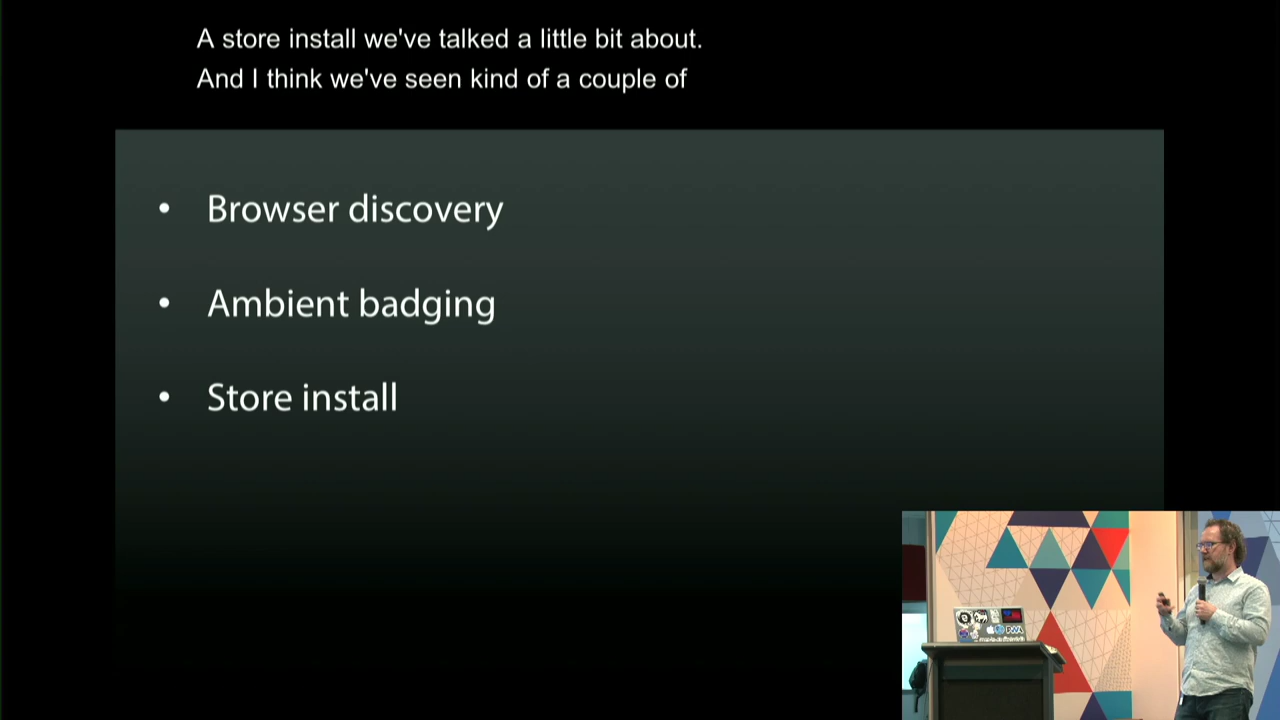 A store install we've talked a little bit about.
And I think we've seen kind of a couple of
• Browser discovery
• Ambient badging
• Store install
PWA